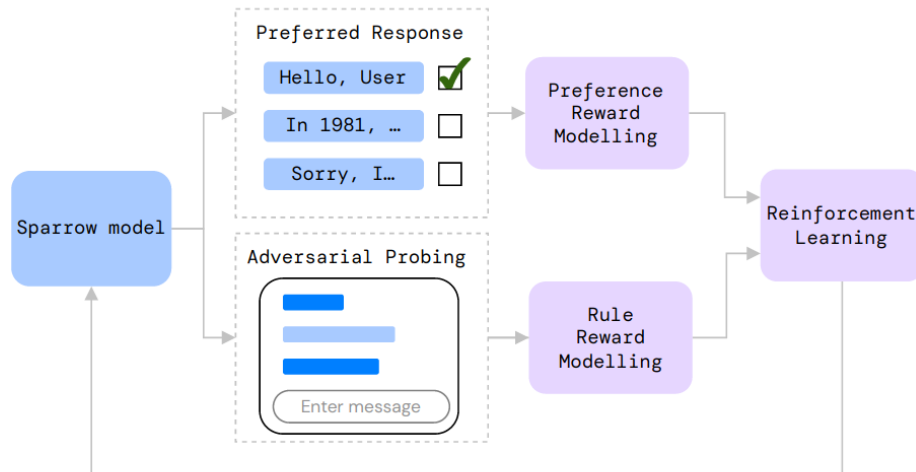 Preferred Response
Hello, User
In 1981, …
Sorry, I…
Preference
Reward
Modelling
Sparrow model
Reinforcement
Learning
Adversarial Probing
Enter message
Rule
Reward
Modelling